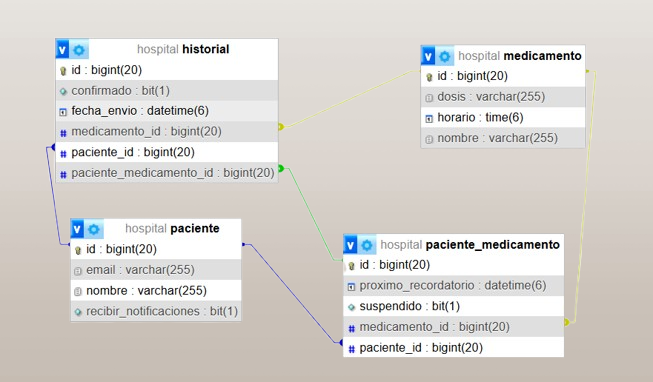 hospital historial
id : bigint(20)
confirmado : bit(1)
fecha_envio : datetime(6)
medicamento_id : bigint(20)
paciente_id : bigint(20)
paciente_medicamento_id : bigint(20)
hospital medicamento
id : bigint(20)
dosis : varchar(255)
horario : time(6)
nombre : varchar(255)
hospital paciente
id : bigint(20)
email : varchar(255)
nombre : varchar(255)
recibir_notificaciones : bit(1)
hospital paciente_medicamento
id : bigint(20)
proximo_recordatorio : datetime(6)
suspendido : bit(1)
medicamento_id : bigint(20)
paciente_id : bigint(20)